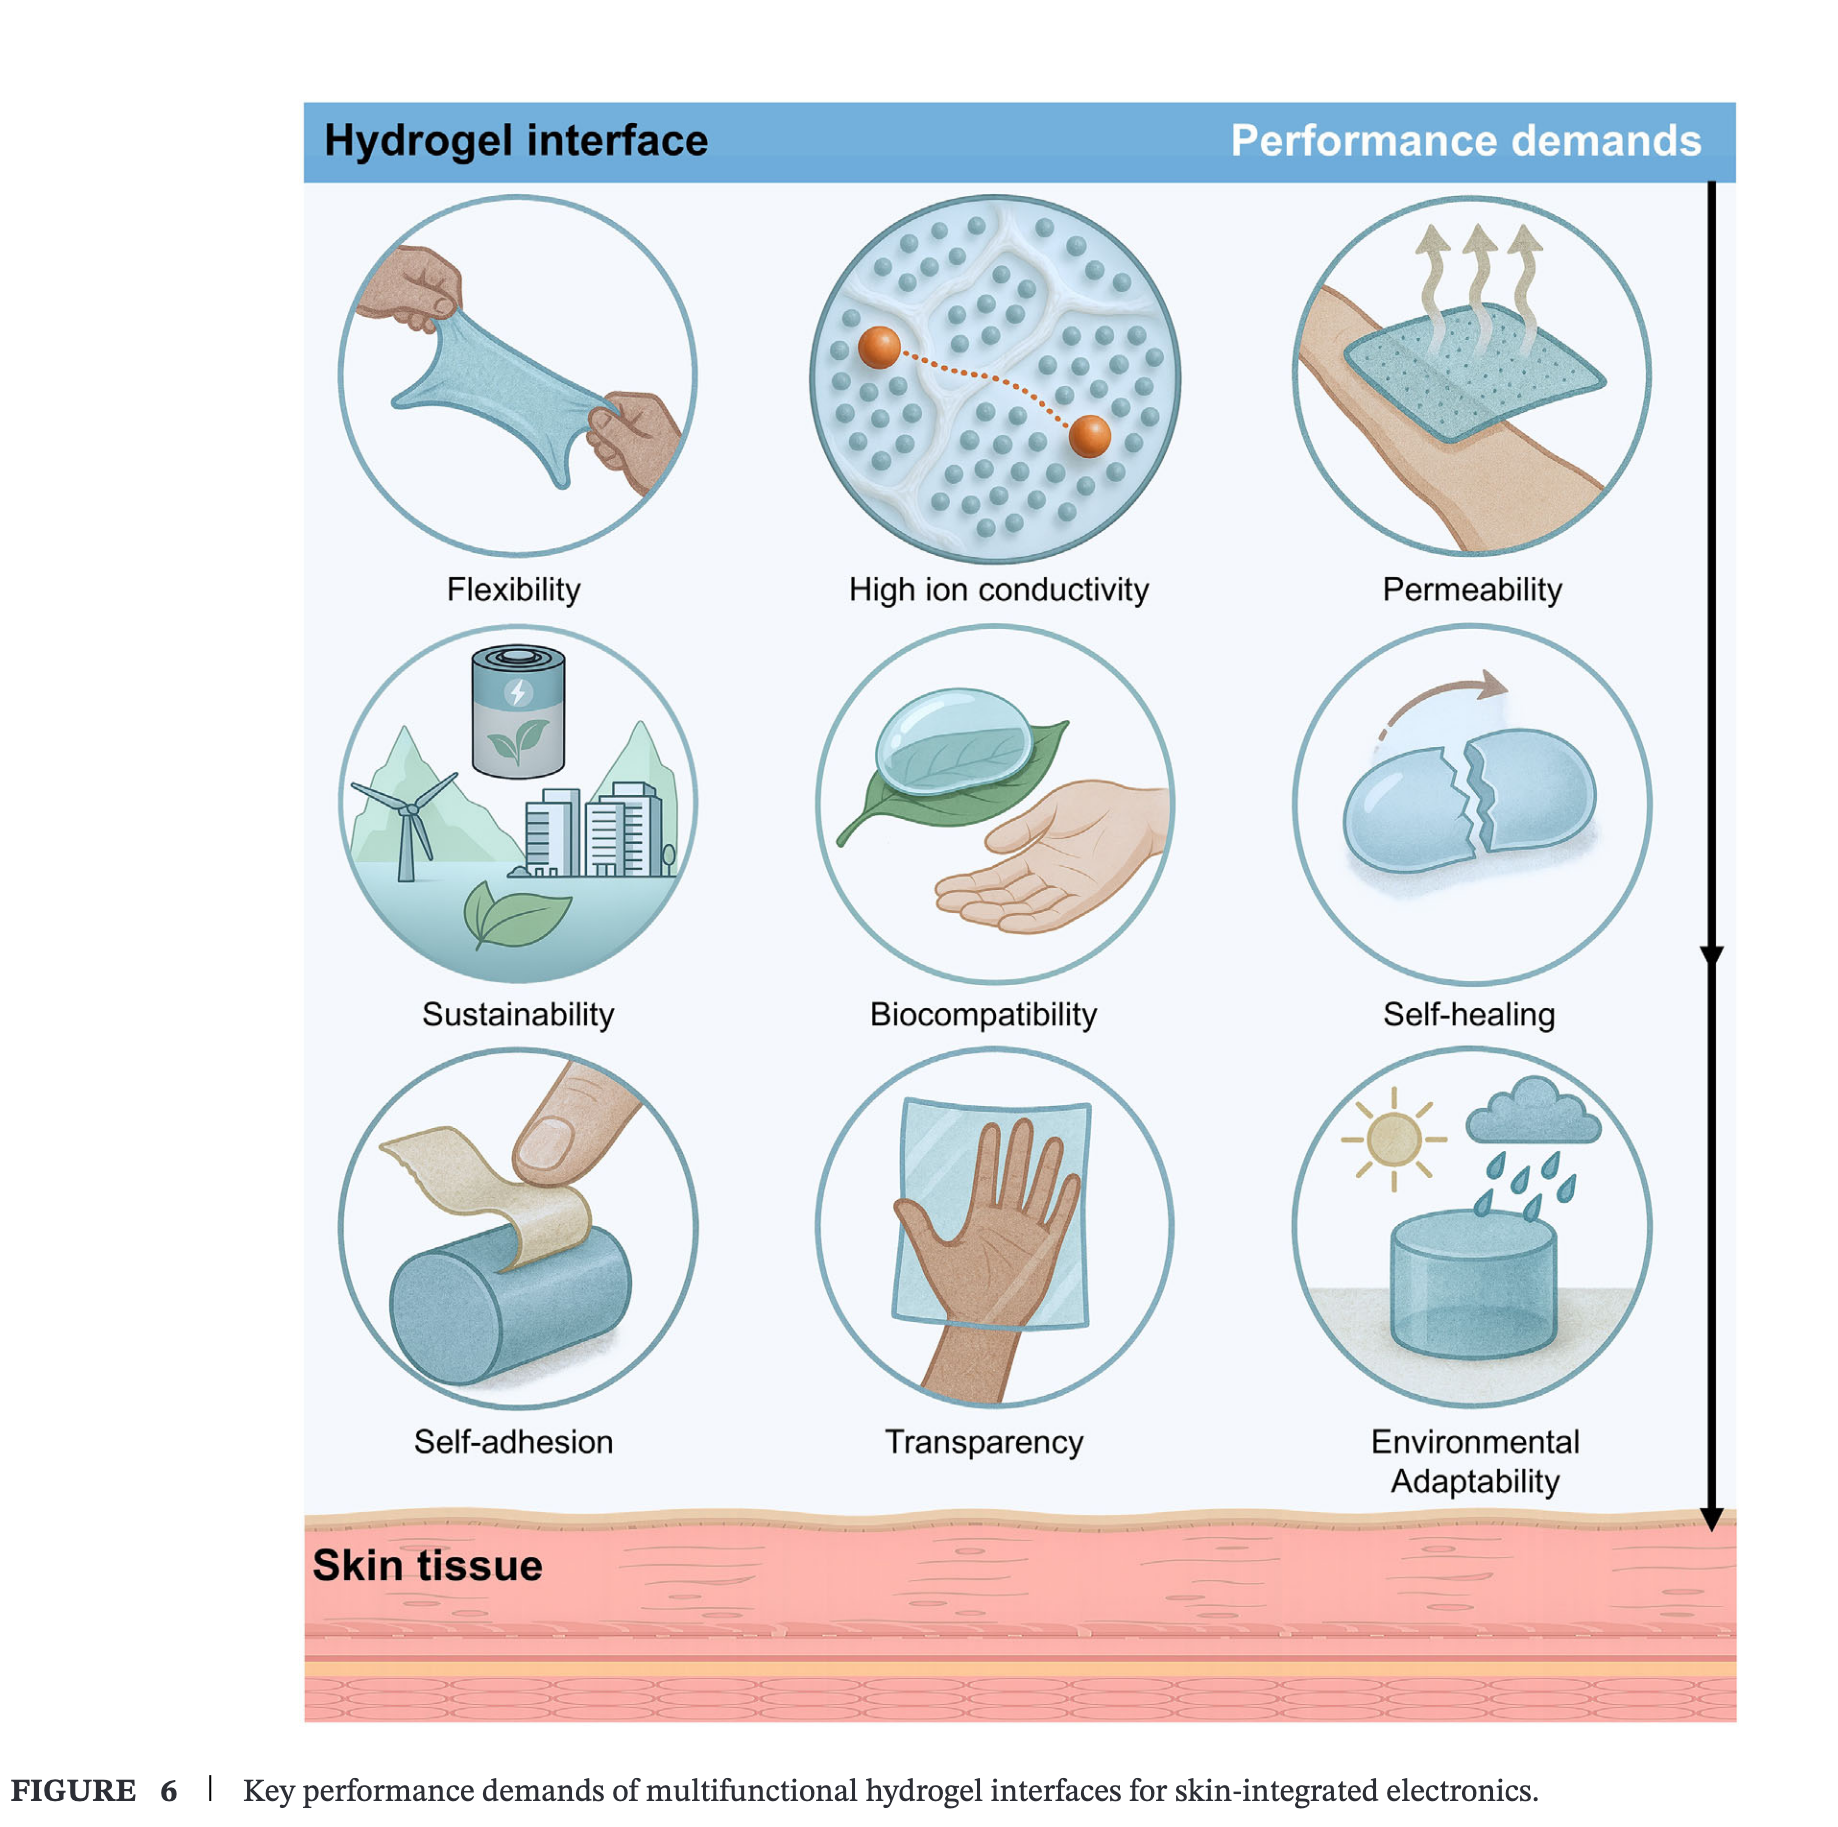 Hydrogel interface
Performance demands
Flexibility
High ion conductivity
Permeability
Sustainability
Biocompatibility
Self-healing
Self-adhesion
Transparency
Environmental
Adaptability
Skin tissue
FIGURE 6 | Key performance demands of multifunctional hydrogel interfaces for skin-integrated electronics.